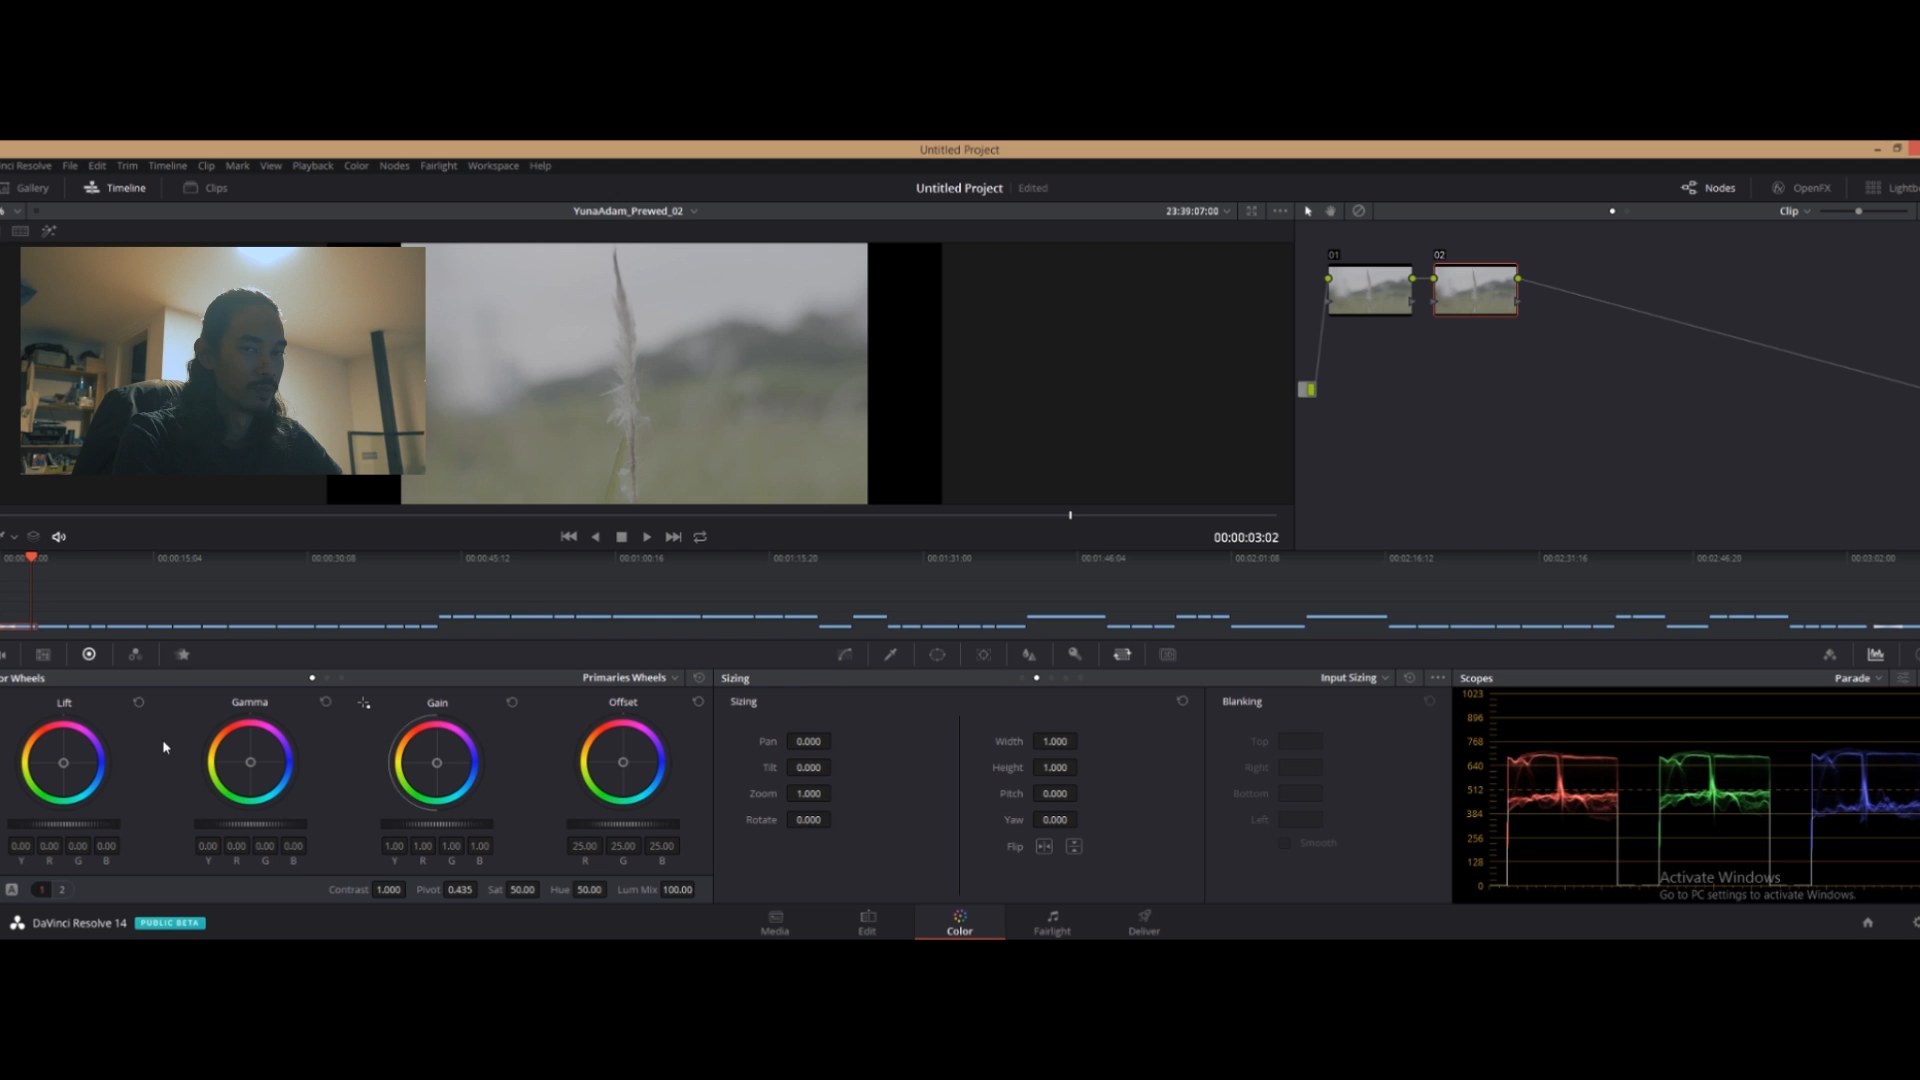 Untitled Project
nci Resolve File Edit Trim Timeline Clip Mark View Playback Color Nodes Fairlight Workspace Help
Gallery Timeline Clips Untitled Project Edited Nodes OpenFX Lightb
% YunaAdam_Prewed_02 23:39:07:00 Clip
01 02
00:00:03:02
00:00:15:04 00:00:30:08 00:00:45:12 00:01:00:16 00:01:15:20 00:01:31:00 00:01:46:04 00:02:01:08 00:02:16:12 00:02:31:16 00:02:46:20 00:03:02:00
or Wheels Primaries Wheels Sizing Input Sizing Scopes Parade
Lift Gamma Gain Offset Sizing Blanking
1023
896
768
640
512
384
256
128
0
Pan 0.000 Width 1.000 Top
Tilt 0.000 Height 1.000 Right
Zoom 1.000 Pitch 0.000 Bottom
Rotate 0.000 Yaw 0.000 Left
Flip Smooth
0.00 0.00 0.00 0.00 0.00 0.00 0.00 0.00 1.00 1.00 1.00 1.00 25.00 25.00 25.00
Y R G B Y R G B Y R G B R G B
A 1 2 Contrast 1.000 Pivot 0.435 Sat 50.00 Hue 50.00 Lum Mix 100.00
Activate Windows
Go to PC settings to activate Windows.
DaVinci Resolve 14 PUBLIC BETA
Media Edit Color Fairlight Deliver